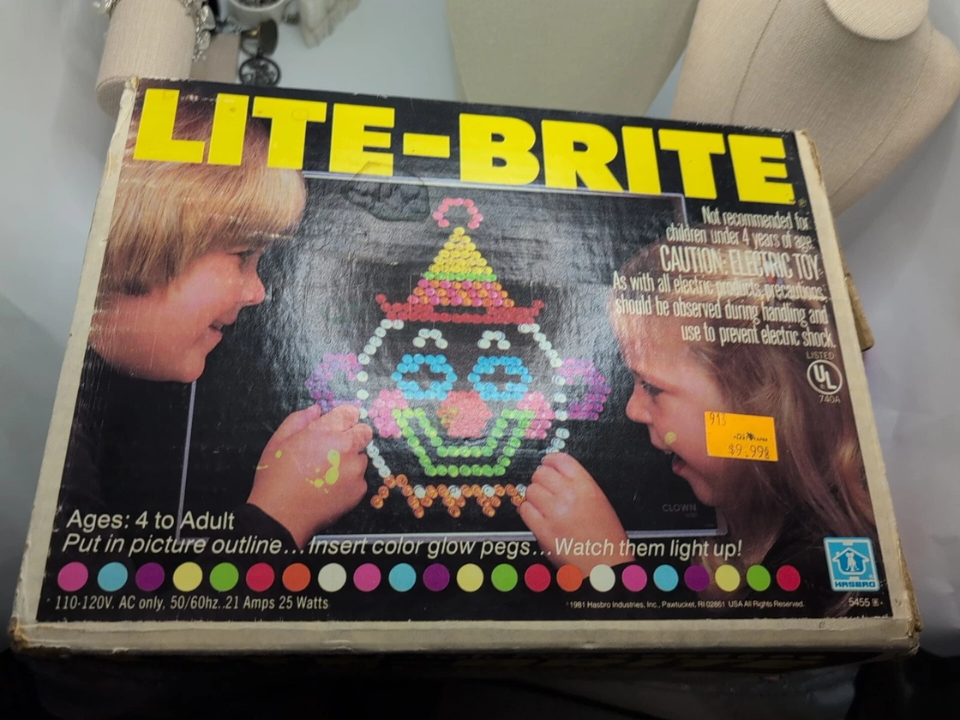 LITE-BRITE
Not recommended for
children under 4 years of age.
CAUTION: ELECTRIC TOY
As with all electric products, precautions
should be observed during handling and
use to prevent electric shock.
LISTED
UL
740A
913
$9.99
CLOWN
Ages: 4 to Adult
Put in picture outline...Insert color glow pegs...Watch them light up!
HASBRO
110-120V. AC only, 50/60hz..21 Amps 25 Watts
1981 Hasbro Industries, Inc., Pawtucket, RI 02861 USA All Rights Reserved.
5455